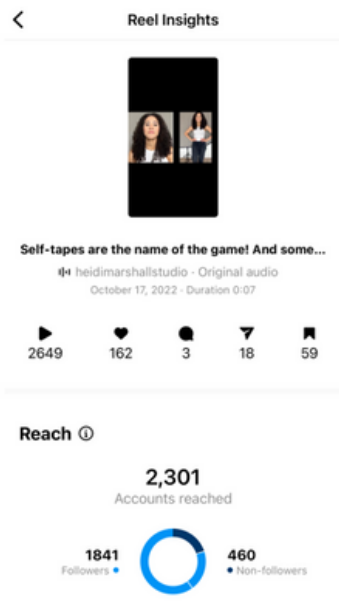 Reel Insights
Self-tapes are the name of the game! And some...
heidimarshallstudio · Original audio
October 17, 2022 · Duration 0:07
2649 162 3 18 59
Reach
2,301
Accounts reached
1841 460
Followers Non-followers